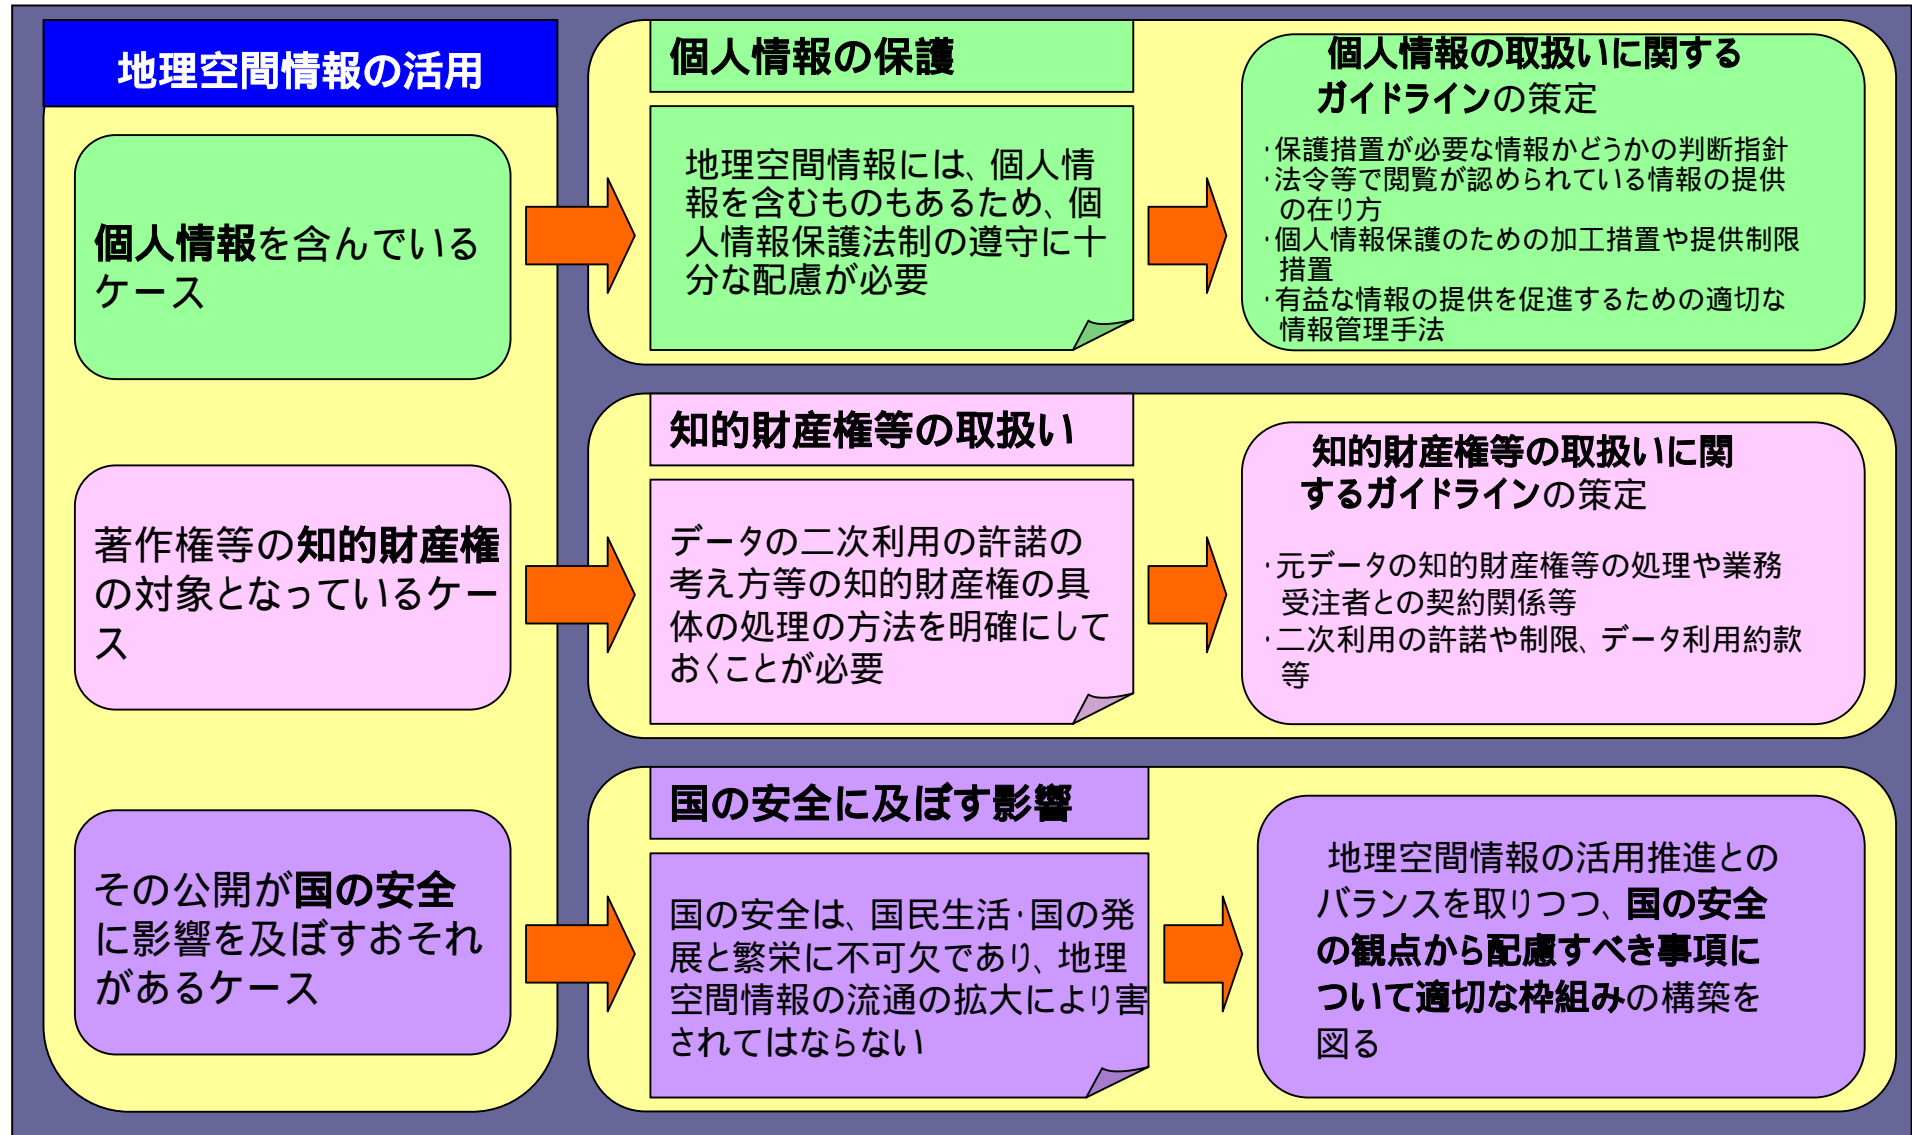 地理空間情報の活用
個人情報を含んでいる
ケース
著作権等の知的財産権
の対象となっているケー
ス
その公開が国の安全
に影響を及ぼすおそれ
があるケース
個人情報の保護
地理空間情報には、個人情
報を含むものもあるため、個
人情報保護法制の遵守に十
分な配慮が必要
個人情報の取扱いに関する
ガイドラインの策定
・保護措置が必要な情報かどうかの判断指針
・法令等で閲覧が認められている情報の提供
の在り方
・個人情報保護のための加工措置や提供制限
措置
・有益な情報の提供を促進するための適切な
情報管理手法
知的財産権等の取扱い
データの二次利用の許諾の
考え方等の知的財産権の具
体の処理の方法を明確にして
おくことが必要
知的財産権等の取扱いに関
するガイドラインの策定
・元データの知的財産権等の処理や業務
受注者との契約関係等
・二次利用の許諾や制限、データ利用約款
等
国の安全に及ぼす影響
国の安全は、国民生活・国の発
展と繁栄に不可欠であり、地理
空間情報の流通の拡大により害
されてはならない
地理空間情報の活用推進との
バランスを取りつつ、国の安全
の観点から配慮すべき事項に
ついて適切な枠組みの構築を
図る